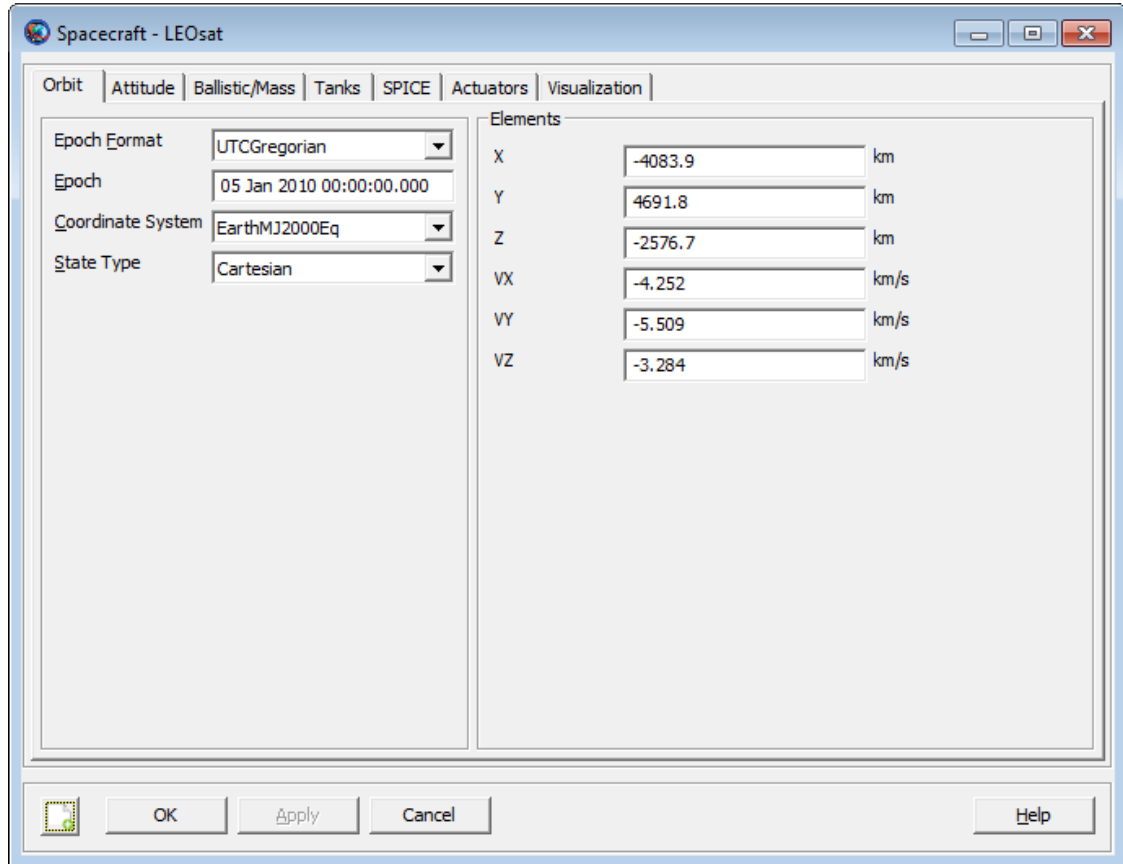 Spacecraft - LEOsat
Orbit Attitude Ballistic/Mass Tanks SPICE Actuators Visualization
Epoch Format UTCGregorian
Epoch 05 Jan 2010 00:00:00.000
Coordinate System EarthMJ2000Eq
State Type Cartesian
Elements
X -4083.9 km
Y 4691.8 km
Z -2576.7 km
VX -4.252 km/s
VY -5.509 km/s
VZ -3.284 km/s
OK Apply Cancel Help